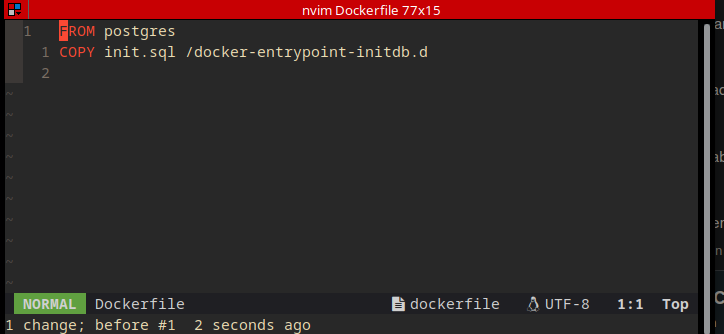 nvim Dockerfile 77x15
1 FROM postgres
1 COPY init.sql /docker-entrypoint-initdb.d
2
~
~
~
~
~
~
~
~
~
~
NORMAL Dockerfile dockerfile UTF-8 1:1 Top
1 change; before #1 2 seconds ago